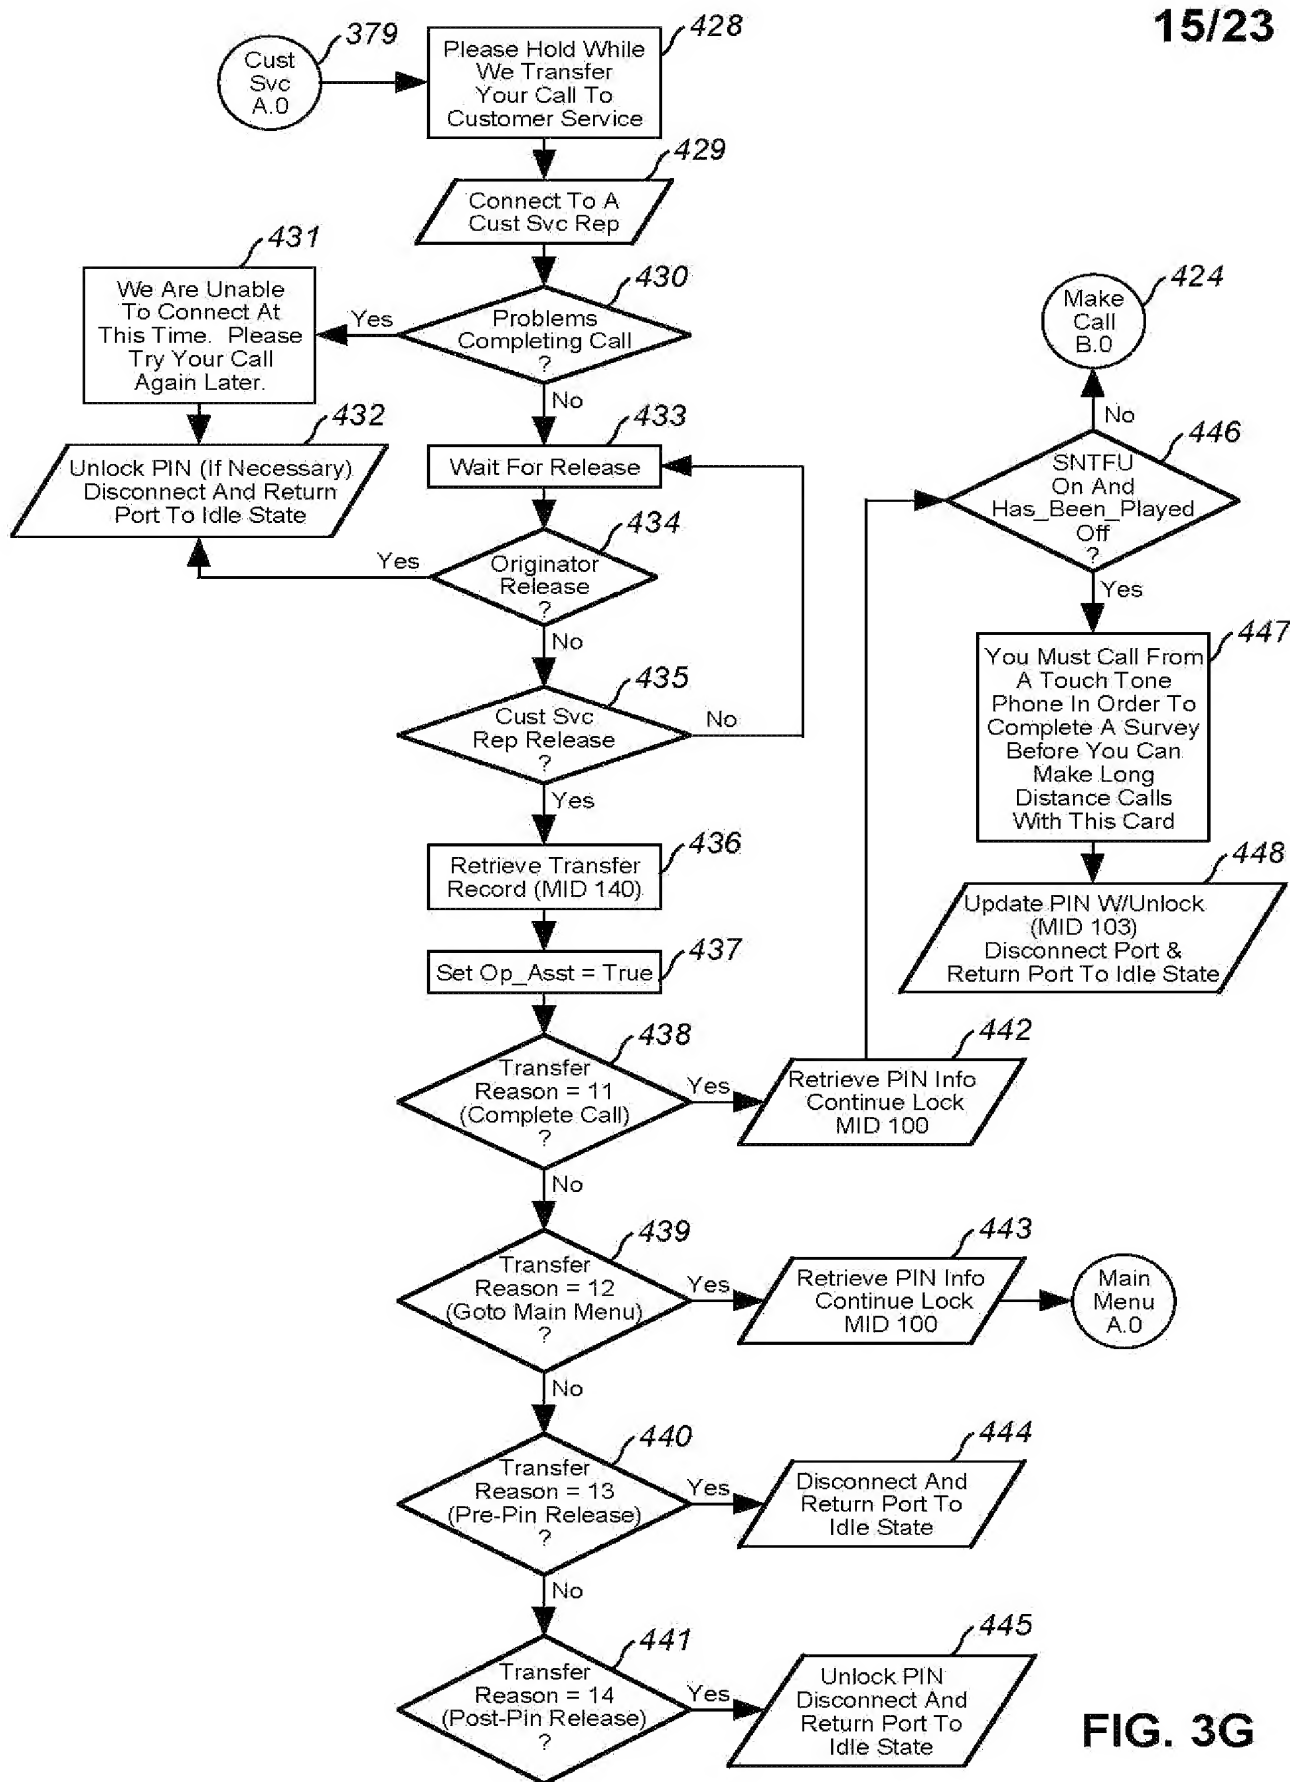 15/23
379
Cust
Svc
A.0
428
Please Hold While
We Transfer
Your Call To
Customer Service
429
Connect To A
Cust Svc Rep
430
Problems
Completing Call
?
Yes
No
431
We Are Unable
To Connect At
This Time. Please
Try Your Call
Again Later.
432
Unlock PIN (If Necessary)
Disconnect And Return
Port To Idle State
433
Wait For Release
434
Originator
Release
?
Yes
No
435
Cust Svc
Rep Release
?
No
Yes
436
Retrieve Transfer
Record (MID 140)
437
Set Op_Asst = True
438
Transfer
Reason = 11
(Complete Call)
?
Yes
No
442
Retrieve PIN Info
Continue Lock
MID 100
424
Make
Call
B.0
No
446
SNTFU
On And
Has_Been_Played
Off
?
Yes
447
You Must Call From
A Touch Tone
Phone In Order To
Complete A Survey
Before You Can
Make Long
Distance Calls
With This Card
448
Update PIN W/Unlock
(MID 103)
Disconnect Port &
Return Port To Idle State
439
Transfer
Reason = 12
(Goto Main Menu)
?
Yes
No
443
Retrieve PIN Info
Continue Lock
MID 100
Main
Menu
A.0
440
Transfer
Reason = 13
(Pre-Pin Release)
?
Yes
No
444
Disconnect And
Return Port To
Idle State
441
Transfer
Reason = 14
(Post-Pin Release)
?
Yes
445
Unlock PIN
Disconnect And
Return Port To
Idle State
FIG. 3G